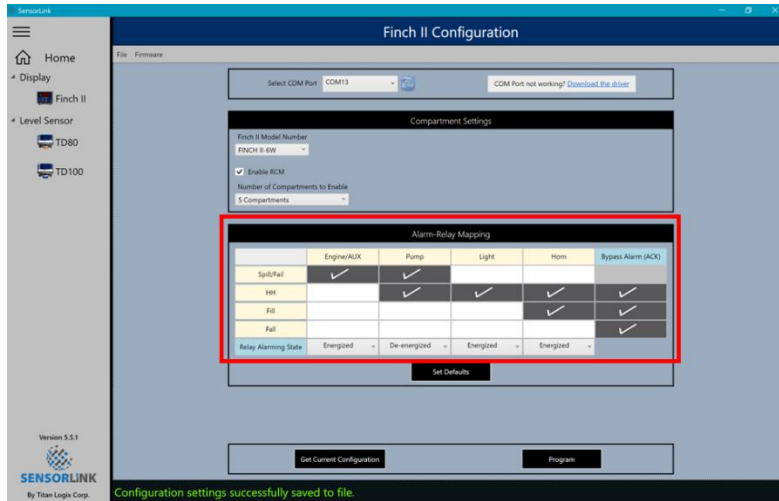 SensorLink
Finch II Configuration
Home
File Firmware
Display
Finch II
Level Sensor
TD80
TD100
Select COM Port COM13
COM Port not working? Download the driver
Compartment Settings
Finch II Model Number
FINCH II-6W
Enable RCM
Number of Compartments to Enable
5 Compartments
Alarm-Relay Mapping
Engine/AUX Pump Light Horn Bypass Alarm (ACK)
Spill/Fail
HH
Fill
Fall
Relay Alarming State Energized De-energized Energized Energized
Set Defaults
Get Current Configuration Program
Version 5.5.1
SENSORLINK
By Titan Logix Corp.
Configuration settings successfully saved to file.